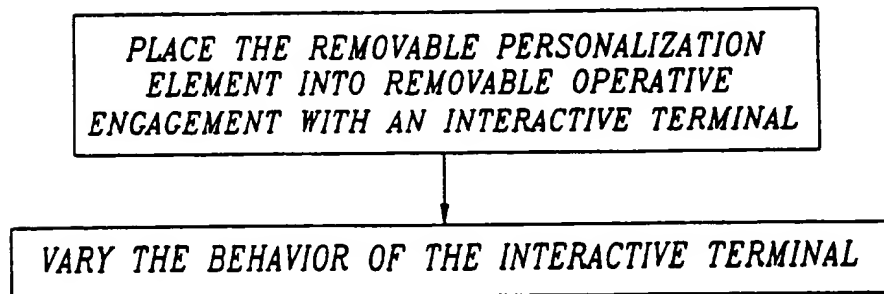 PLACE THE REMOVABLE PERSONALIZATION
ELEMENT INTO REMOVABLE OPERATIVE
ENGAGEMENT WITH AN INTERACTIVE TERMINAL
VARY THE BEHAVIOR OF THE INTERACTIVE TERMINAL